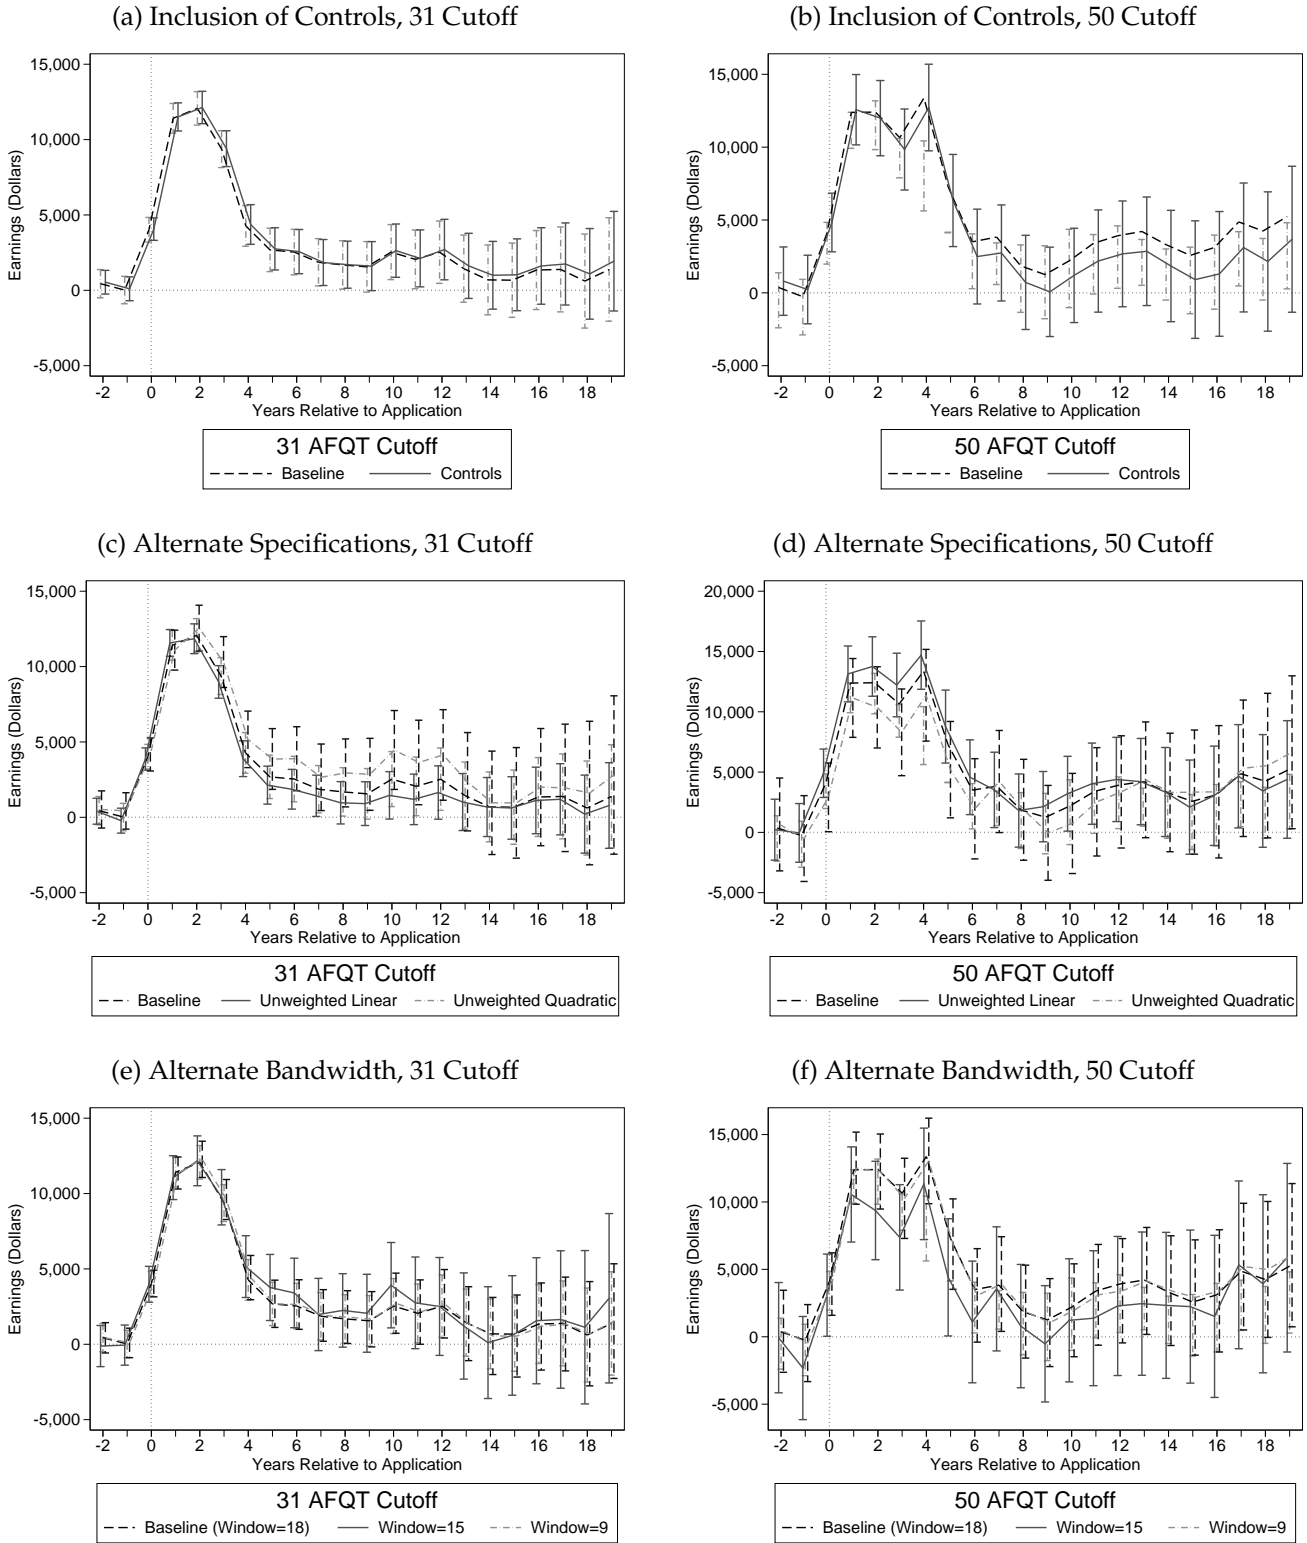 (a) Inclusion of Controls, 31 Cutoff
15,000
10,000
5,000
0
-5,000
Earnings (Dollars)
-2 0 2 4 6 8 10 12 14 16 18
Years Relative to Application
31 AFQT Cutoff
Baseline Controls
(b) Inclusion of Controls, 50 Cutoff
15,000
10,000
5,000
0
-5,000
Earnings (Dollars)
-2 0 2 4 6 8 10 12 14 16 18
Years Relative to Application
50 AFQT Cutoff
Baseline Controls
(c) Alternate Specifications, 31 Cutoff
15,000
10,000
5,000
0
-5,000
Earnings (Dollars)
-2 0 2 4 6 8 10 12 14 16 18
Years Relative to Application
31 AFQT Cutoff
Baseline Unweighted Linear Unweighted Quadratic
(d) Alternate Specifications, 50 Cutoff
20,000
15,000
10,000
5,000
0
-5,000
Earnings (Dollars)
-2 0 2 4 6 8 10 12 14 16 18
Years Relative to Application
50 AFQT Cutoff
Baseline Unweighted Linear Unweighted Quadratic
(e) Alternate Bandwidth, 31 Cutoff
15,000
10,000
5,000
0
-5,000
Earnings (Dollars)
-2 0 2 4 6 8 10 12 14 16 18
Years Relative to Application
31 AFQT Cutoff
Baseline (Window=18) Window=15 Window=9
(f) Alternate Bandwidth, 50 Cutoff
15,000
10,000
5,000
0
-5,000
Earnings (Dollars)
-2 0 2 4 6 8 10 12 14 16 18
Years Relative to Application
50 AFQT Cutoff
Baseline (Window=18) Window=15 Window=9